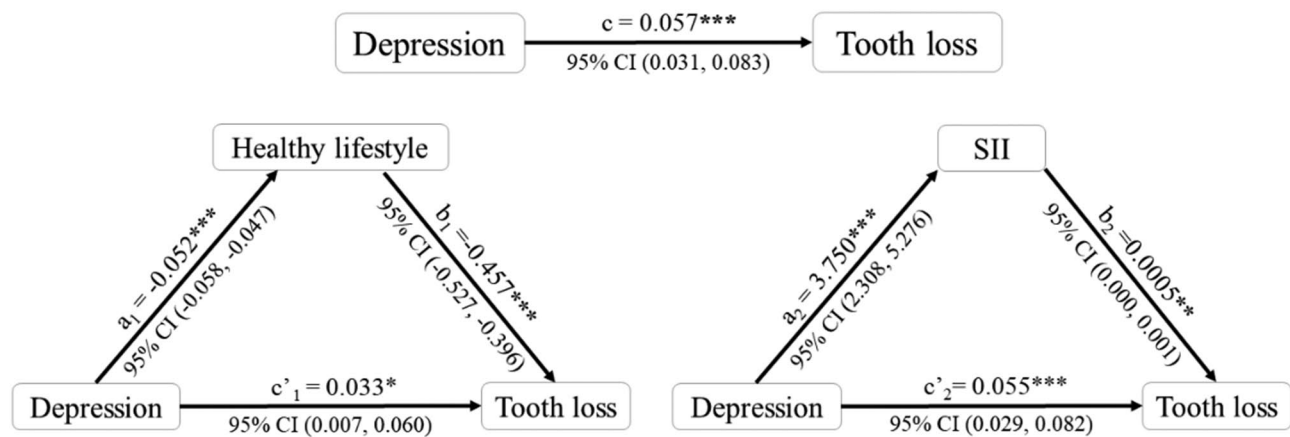 Depression
c = 0.057***
95% CI (0.031, 0.083)
Tooth loss
Healthy lifestyle
a₁ = -0.052***
95% CI (-0.058, -0.047)
b₁ =-0.457***
95% CI (-0.527, -0.396)
Depression
c’₁ = 0.033*
95% CI (0.007, 0.060)
Tooth loss
SII
a₂ = 3.750***
95% CI (2.308, 5.276)
b₂ =0.0005**
95% CI (0.000, 0.001)
Depression
c’₂= 0.055***
95% CI (0.029, 0.082)
Tooth loss